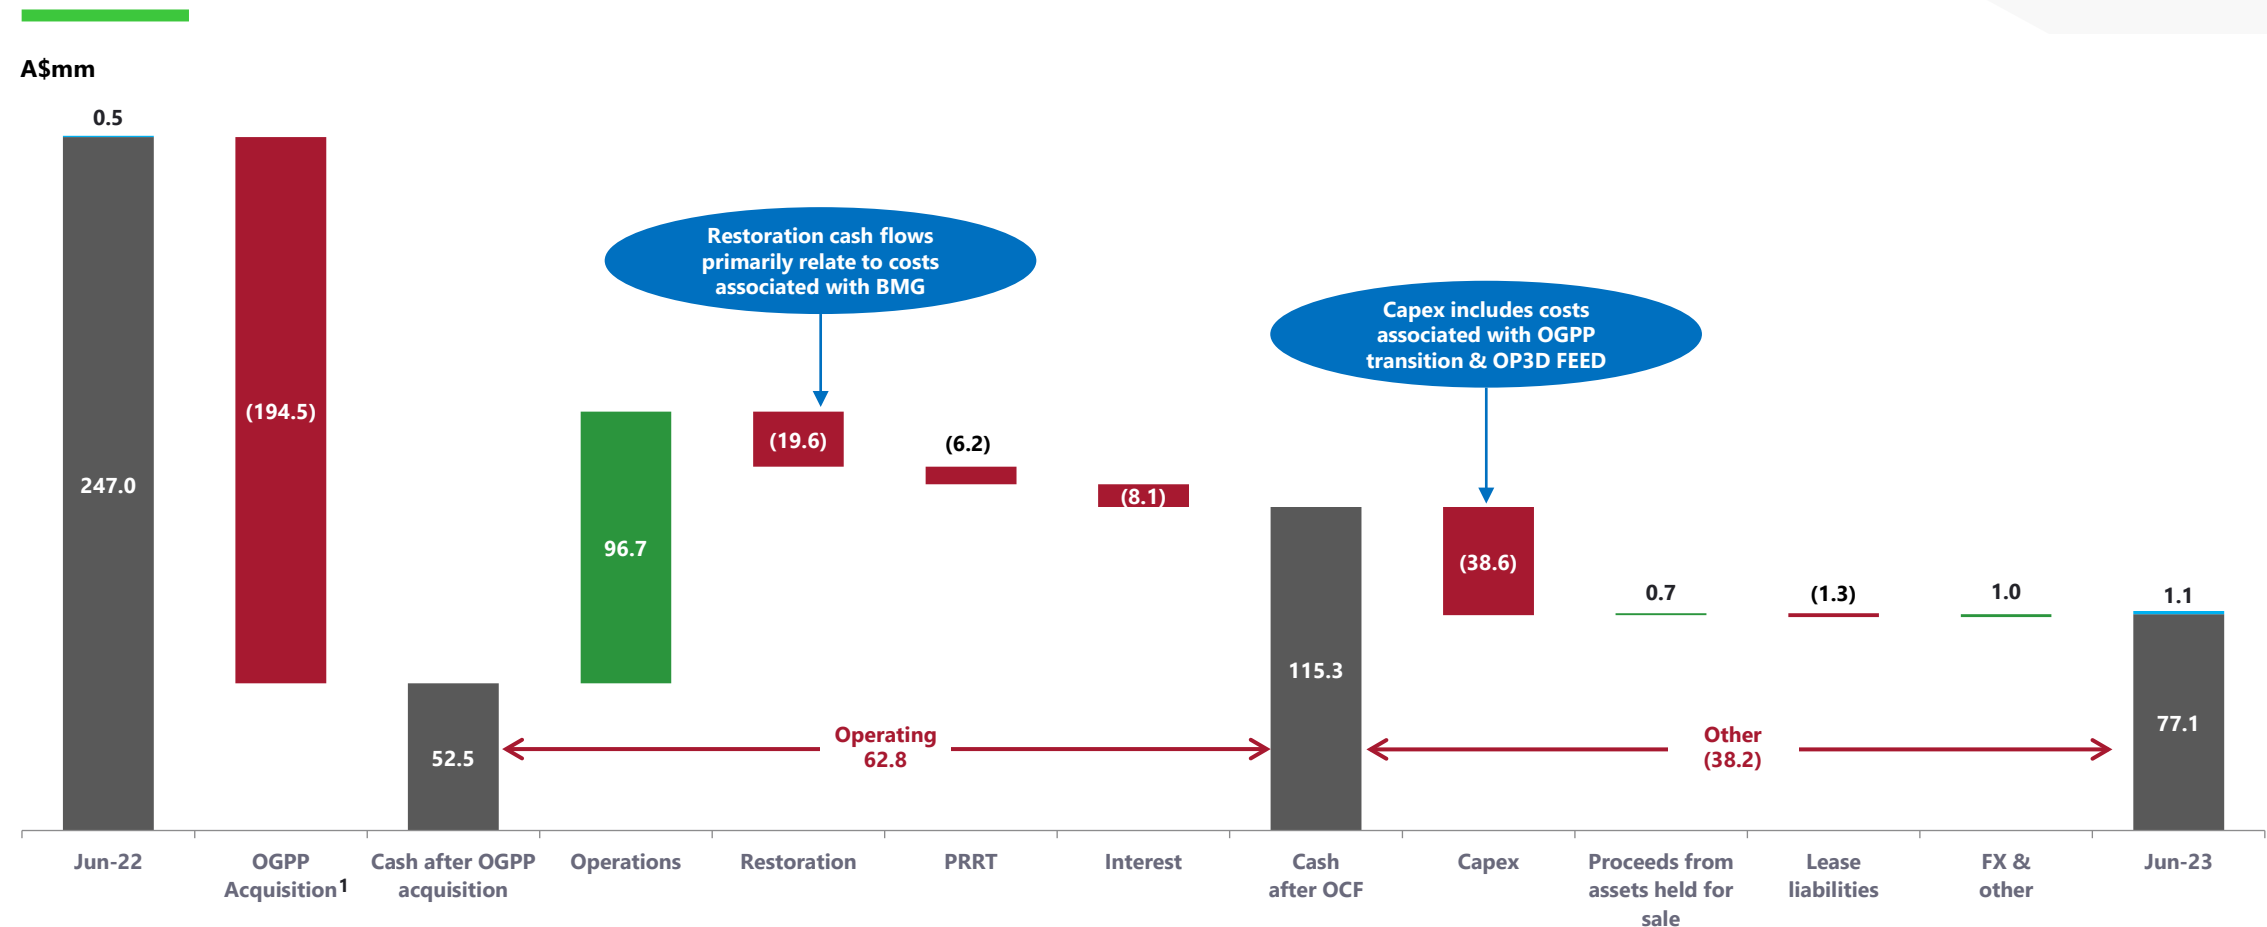 A$mm
0.5
247.0
(194.5)
52.5
96.7
Restoration cash flows
primarily relate to costs
associated with BMG
(19.6)
(6.2)
(8.1)
115.3
Capex includes costs
associated with OGPP
transition & OP3D FEED
(38.6)
0.7
(1.3)
1.0
1.1
77.1
Operating
62.8
Other
(38.2)
Jun-22
OGPP
Acquisition1
Cash after OGPP
acquisition
Operations
Restoration
PRRT
Interest
Cash
after OCF
Capex
Proceeds from
assets held for
sale
Lease
liabilities
FX &
other
Jun-23